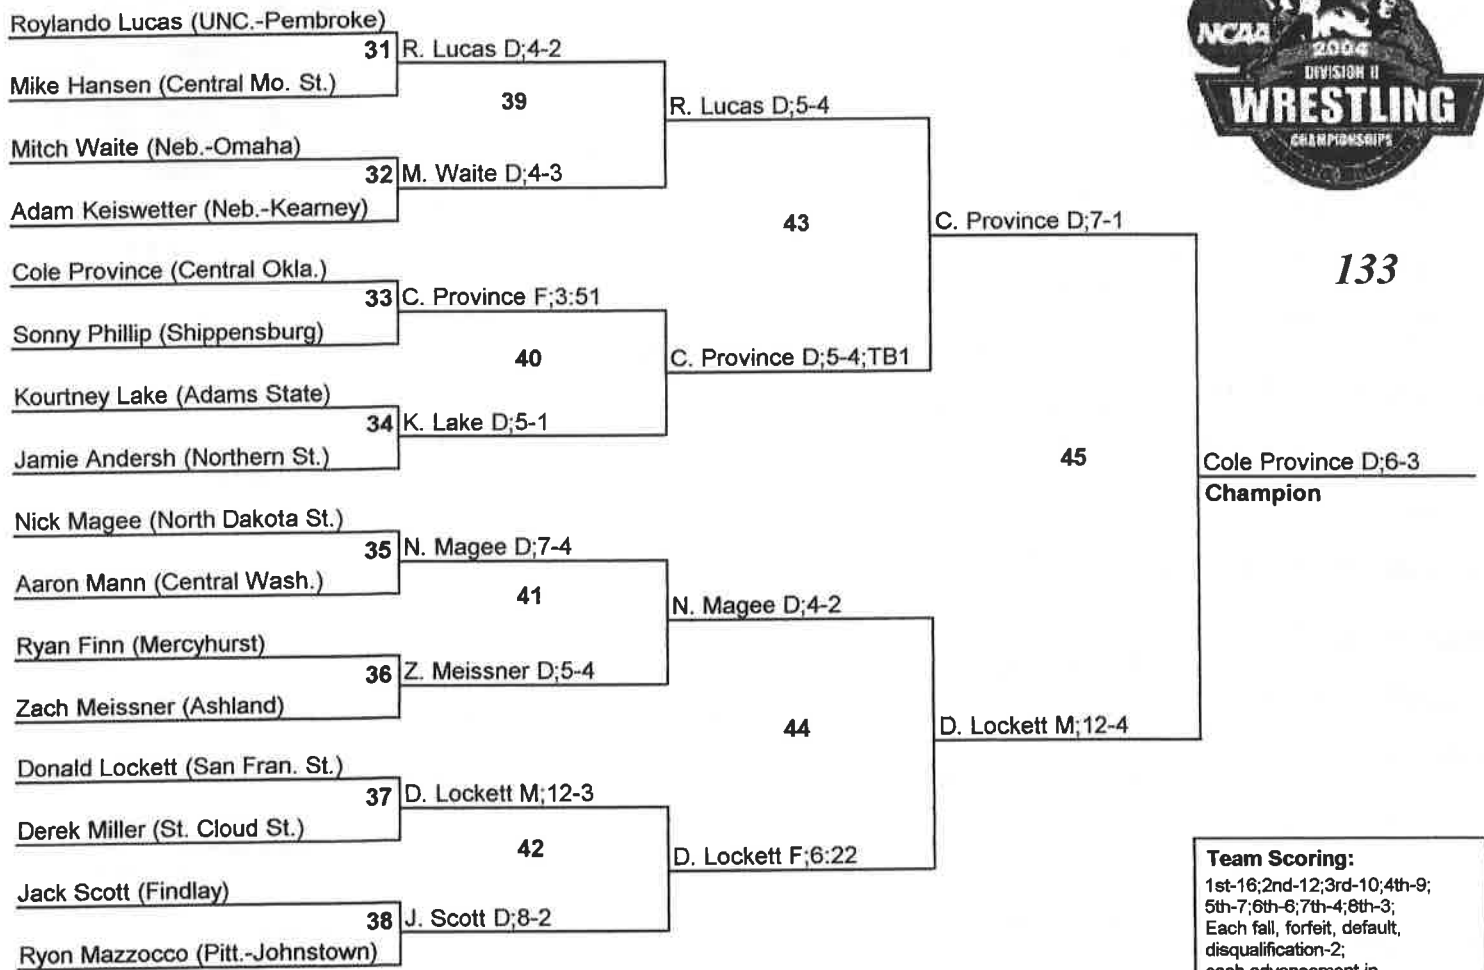 Roylando Lucas (UNC.-Pembroke)
31 R. Lucas D;4-2
Mike Hansen (Central Mo. St.)
39
R. Lucas D;5-4
Mitch Waite (Neb.-Omaha)
32 M. Waite D;4-3
Adam Keiswetter (Neb.-Kearney)
43
C. Province D;7-1
Cole Province (Central Okla.)
33 C. Province F;3:51
Sonny Phillip (Shippensburg)
40
C. Province D;5-4;TB1
Kourtney Lake (Adams State)
34 K. Lake D;5-1
Jamie Andersh (Northern St.)
45
Cole Province D;6-3
Champion
Nick Magee (North Dakota St.)
35 N. Magee D;7-4
Aaron Mann (Central Wash.)
41
N. Magee D;4-2
Ryan Finn (Mercyhurst)
36 Z. Meissner D;5-4
Zach Meissner (Ashland)
44
D. Lockett M;12-4
Donald Lockett (San Fran. St.)
37 D. Lockett M;12-3
Derek Miller (St. Cloud St.)
42
D. Lockett F;6:22
Jack Scott (Findlay)
38 J. Scott D;8-2
Ryon Mazzocco (Pitt.-Johnstown)
NCAA
2004
DIVISION II
WRESTLING
CHAMPIONSHIPS
133
Team Scoring:
1st-16;2nd-12;3rd-10;4th-9;
5th-7;6th-6;7th-4;8th-3;
Each fall, forfeit, default,
disqualification-2;
each advancement in